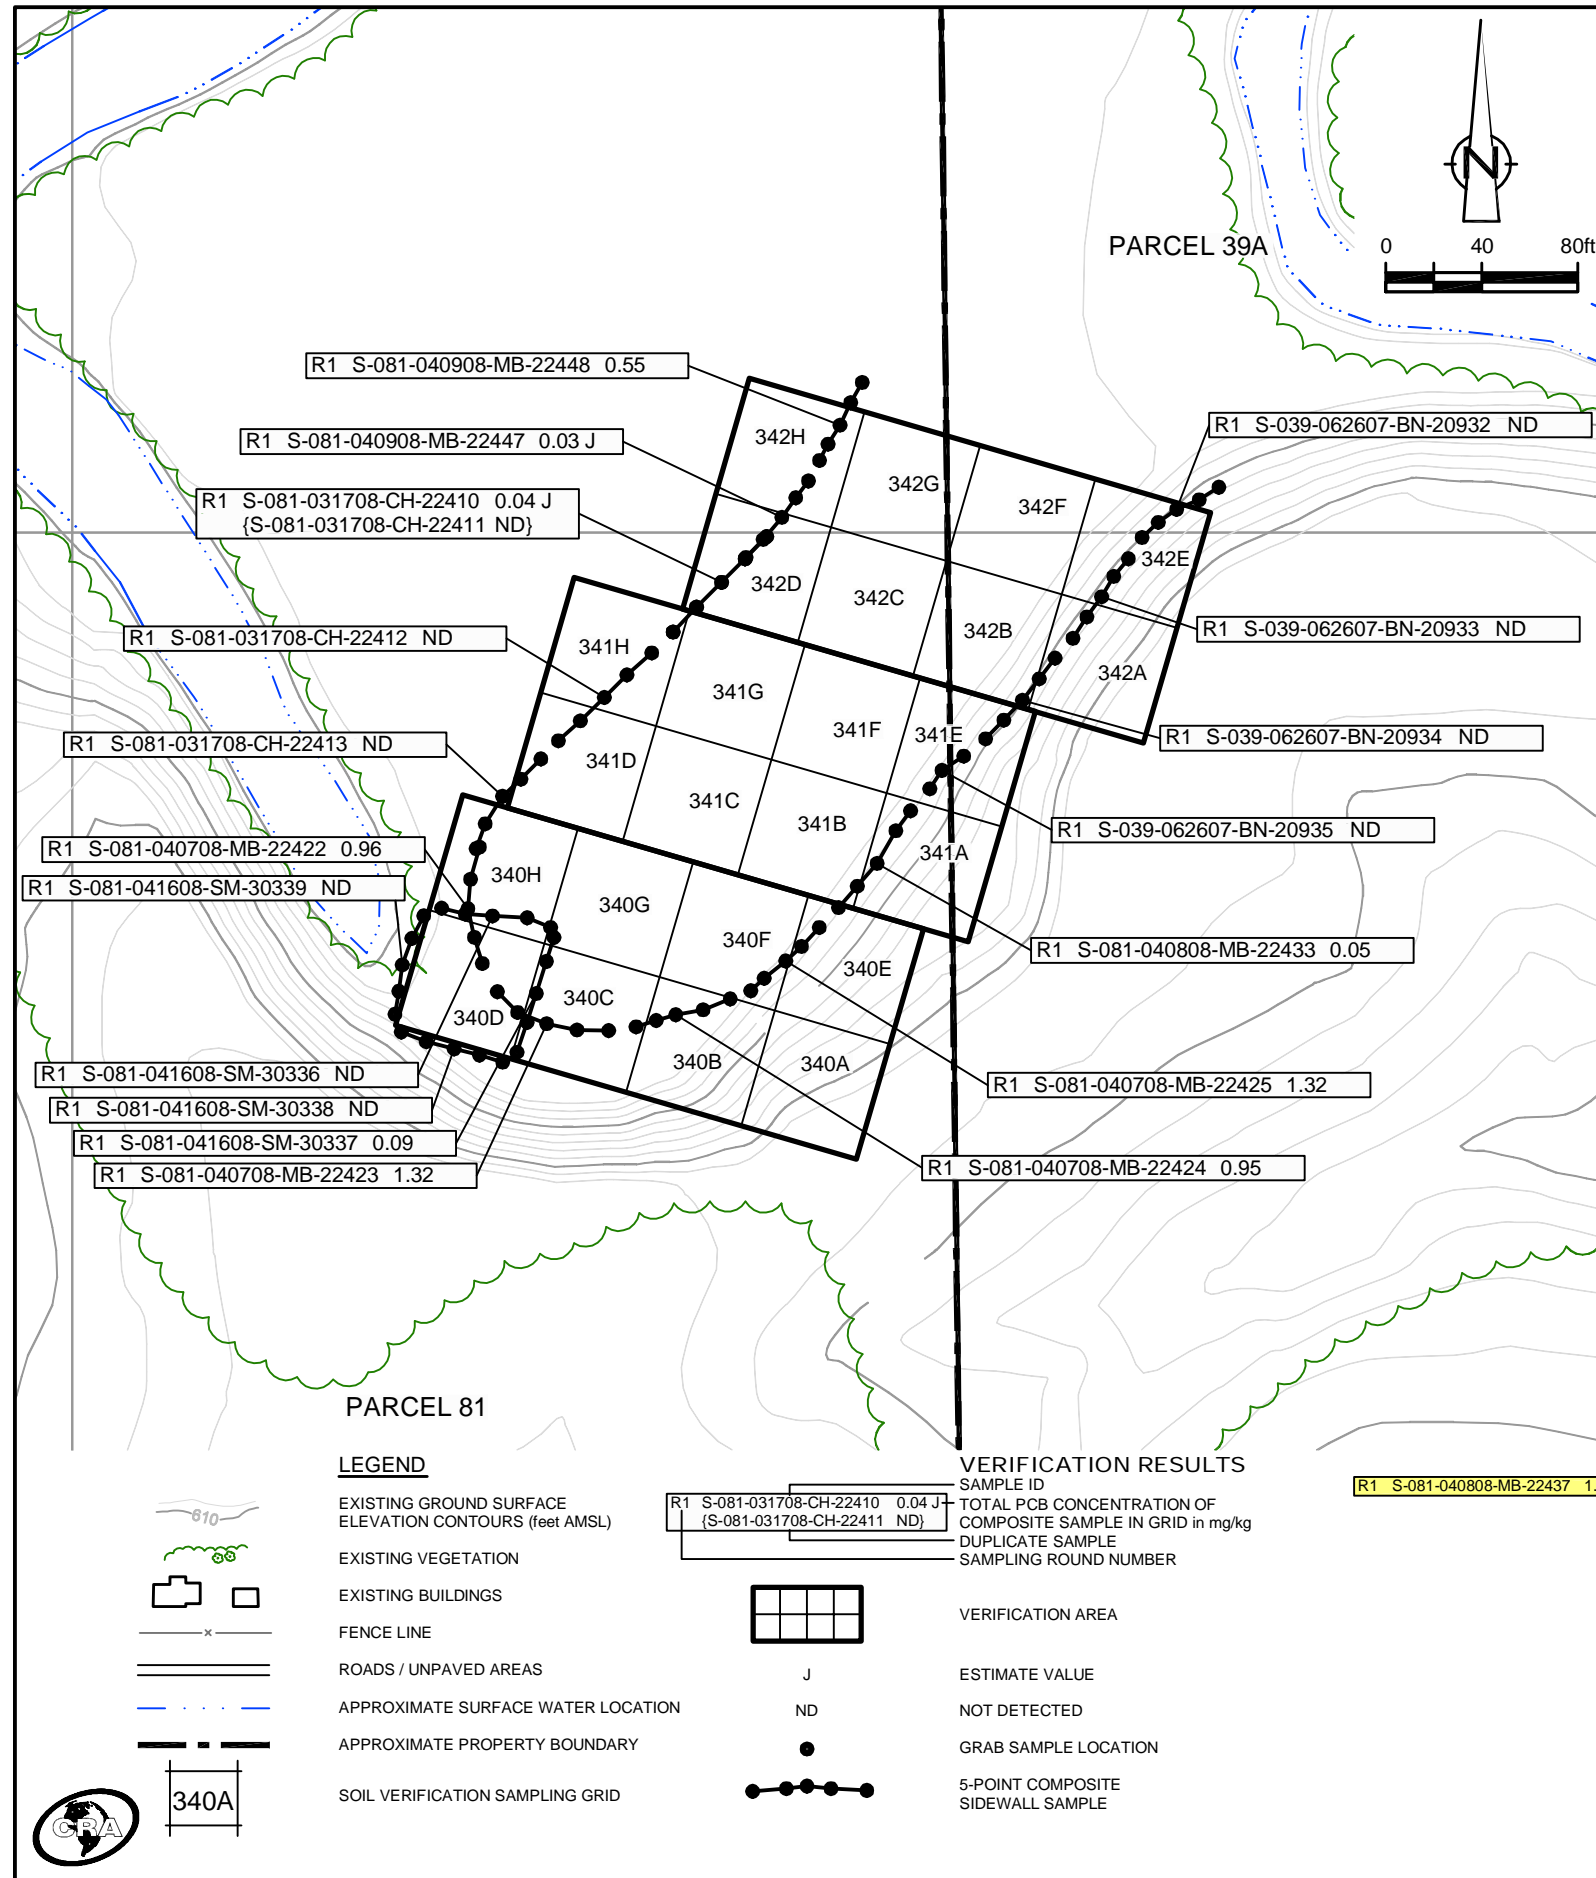 PARCEL 39A
0 40 80ft
N
R1 S-081-040908-MB-22448 0.55
R1 S-039-062607-BN-20932 ND
R1 S-081-040908-MB-22447 0.03 J
R1 S-081-031708-CH-22410 0.04 J
{S-081-031708-CH-22411 ND}
342H
342G
342F
342E
342D
342C
342B
342A
R1 S-039-062607-BN-20933 ND
R1 S-081-031708-CH-22412 ND
341H
341G
341F
341E
R1 S-039-062607-BN-20934 ND
R1 S-081-031708-CH-22413 ND
341D
341C
341B
341A
R1 S-039-062607-BN-20935 ND
R1 S-081-040708-MB-22422 0.96
R1 S-081-041608-SM-30339 ND
340H
340G
340F
340E
R1 S-081-040808-MB-22433 0.05
340D
340C
340B
340A
R1 S-081-041608-SM-30336 ND
R1 S-081-040708-MB-22425 1.32
R1 S-081-041608-SM-30338 ND
R1 S-081-041608-SM-30337 0.09
R1 S-081-040708-MB-22424 0.95
R1 S-081-040708-MB-22423 1.32
PARCEL 81
LEGEND
610
EXISTING GROUND SURFACE
ELEVATION CONTOURS (feet AMSL)
EXISTING VEGETATION
EXISTING BUILDINGS
x
FENCE LINE
ROADS / UNPAVED AREAS
APPROXIMATE SURFACE WATER LOCATION
APPROXIMATE PROPERTY BOUNDARY
340A
SOIL VERIFICATION SAMPLING GRID
CRA
VERIFICATION RESULTS
R1 S-081-031708-CH-22410 0.04 J
{S-081-031708-CH-22411 ND}
SAMPLE ID
TOTAL PCB CONCENTRATION OF
COMPOSITE SAMPLE IN GRID in mg/kg
DUPLICATE SAMPLE
SAMPLING ROUND NUMBER
R1 S-081-040808-MB-22437 1.
VERIFICATION AREA
J
ESTIMATE VALUE
ND
NOT DETECTED
GRAB SAMPLE LOCATION
5-POINT COMPOSITE
SIDEWALL SAMPLE